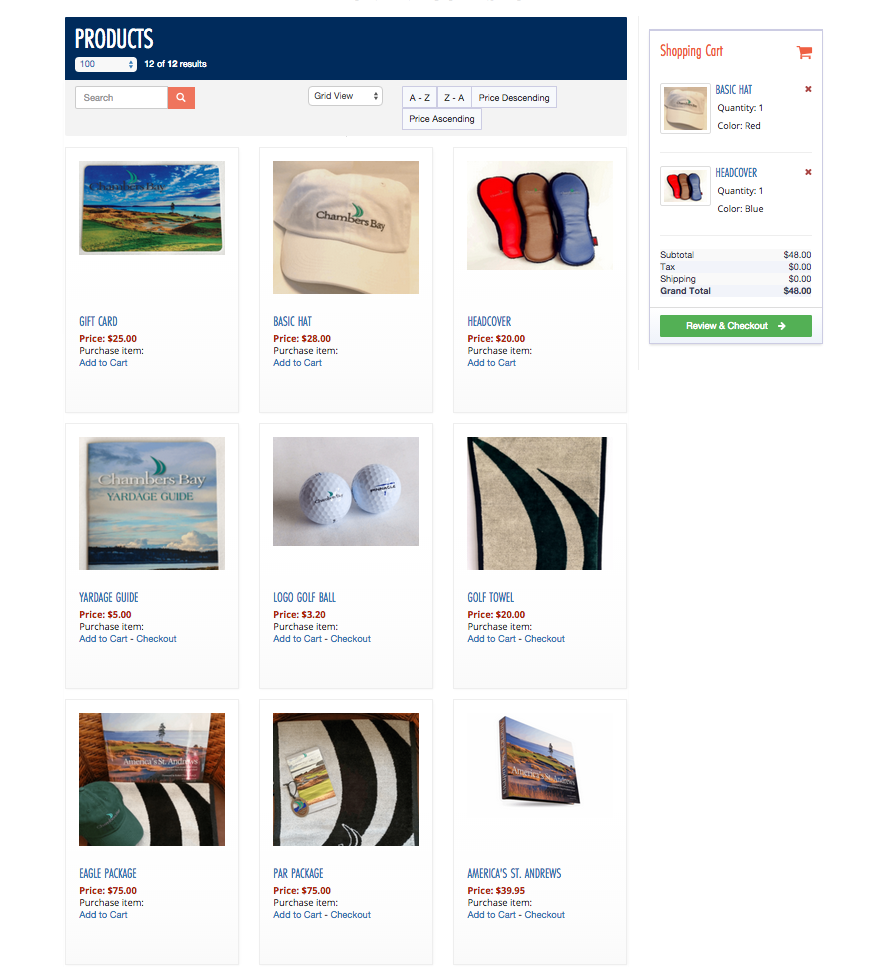 PRODUCTS
100
12 of 12 results
Search
Grid View
A - Z
Z - A
Price Descending
Price Ascending
Shopping Cart
BASIC HAT
Quantity: 1
Color: Red
HEADCOVER
Quantity: 1
Color: Blue
Subtotal $48.00
Tax $0.00
Shipping $0.00
Grand Total $48.00
Review & Checkout
Chambers Bay
GIFT CARD
Price: $25.00
Purchase item:
Add to Cart
Chambers Bay
BASIC HAT
Price: $28.00
Purchase item:
Add to Cart
HEADCOVER
Price: $20.00
Purchase item:
Add to Cart
Chambers Bay
YARDAGE GUIDE
YARDAGE GUIDE
Price: $5.00
Purchase item:
Add to Cart - Checkout
Chambers Bay
LOGO GOLF BALL
Price: $3.20
Purchase item:
Add to Cart - Checkout
GOLF TOWEL
Price: $20.00
Purchase item:
Add to Cart - Checkout
America's St. Andrews
EAGLE PACKAGE
Price: $75.00
Purchase item:
Add to Cart
PAR PACKAGE
Price: $75.00
Purchase item:
Add to Cart - Checkout
America's St. Andrews
AMERICA'S ST. ANDREWS
Price: $39.95
Purchase item:
Add to Cart - Checkout